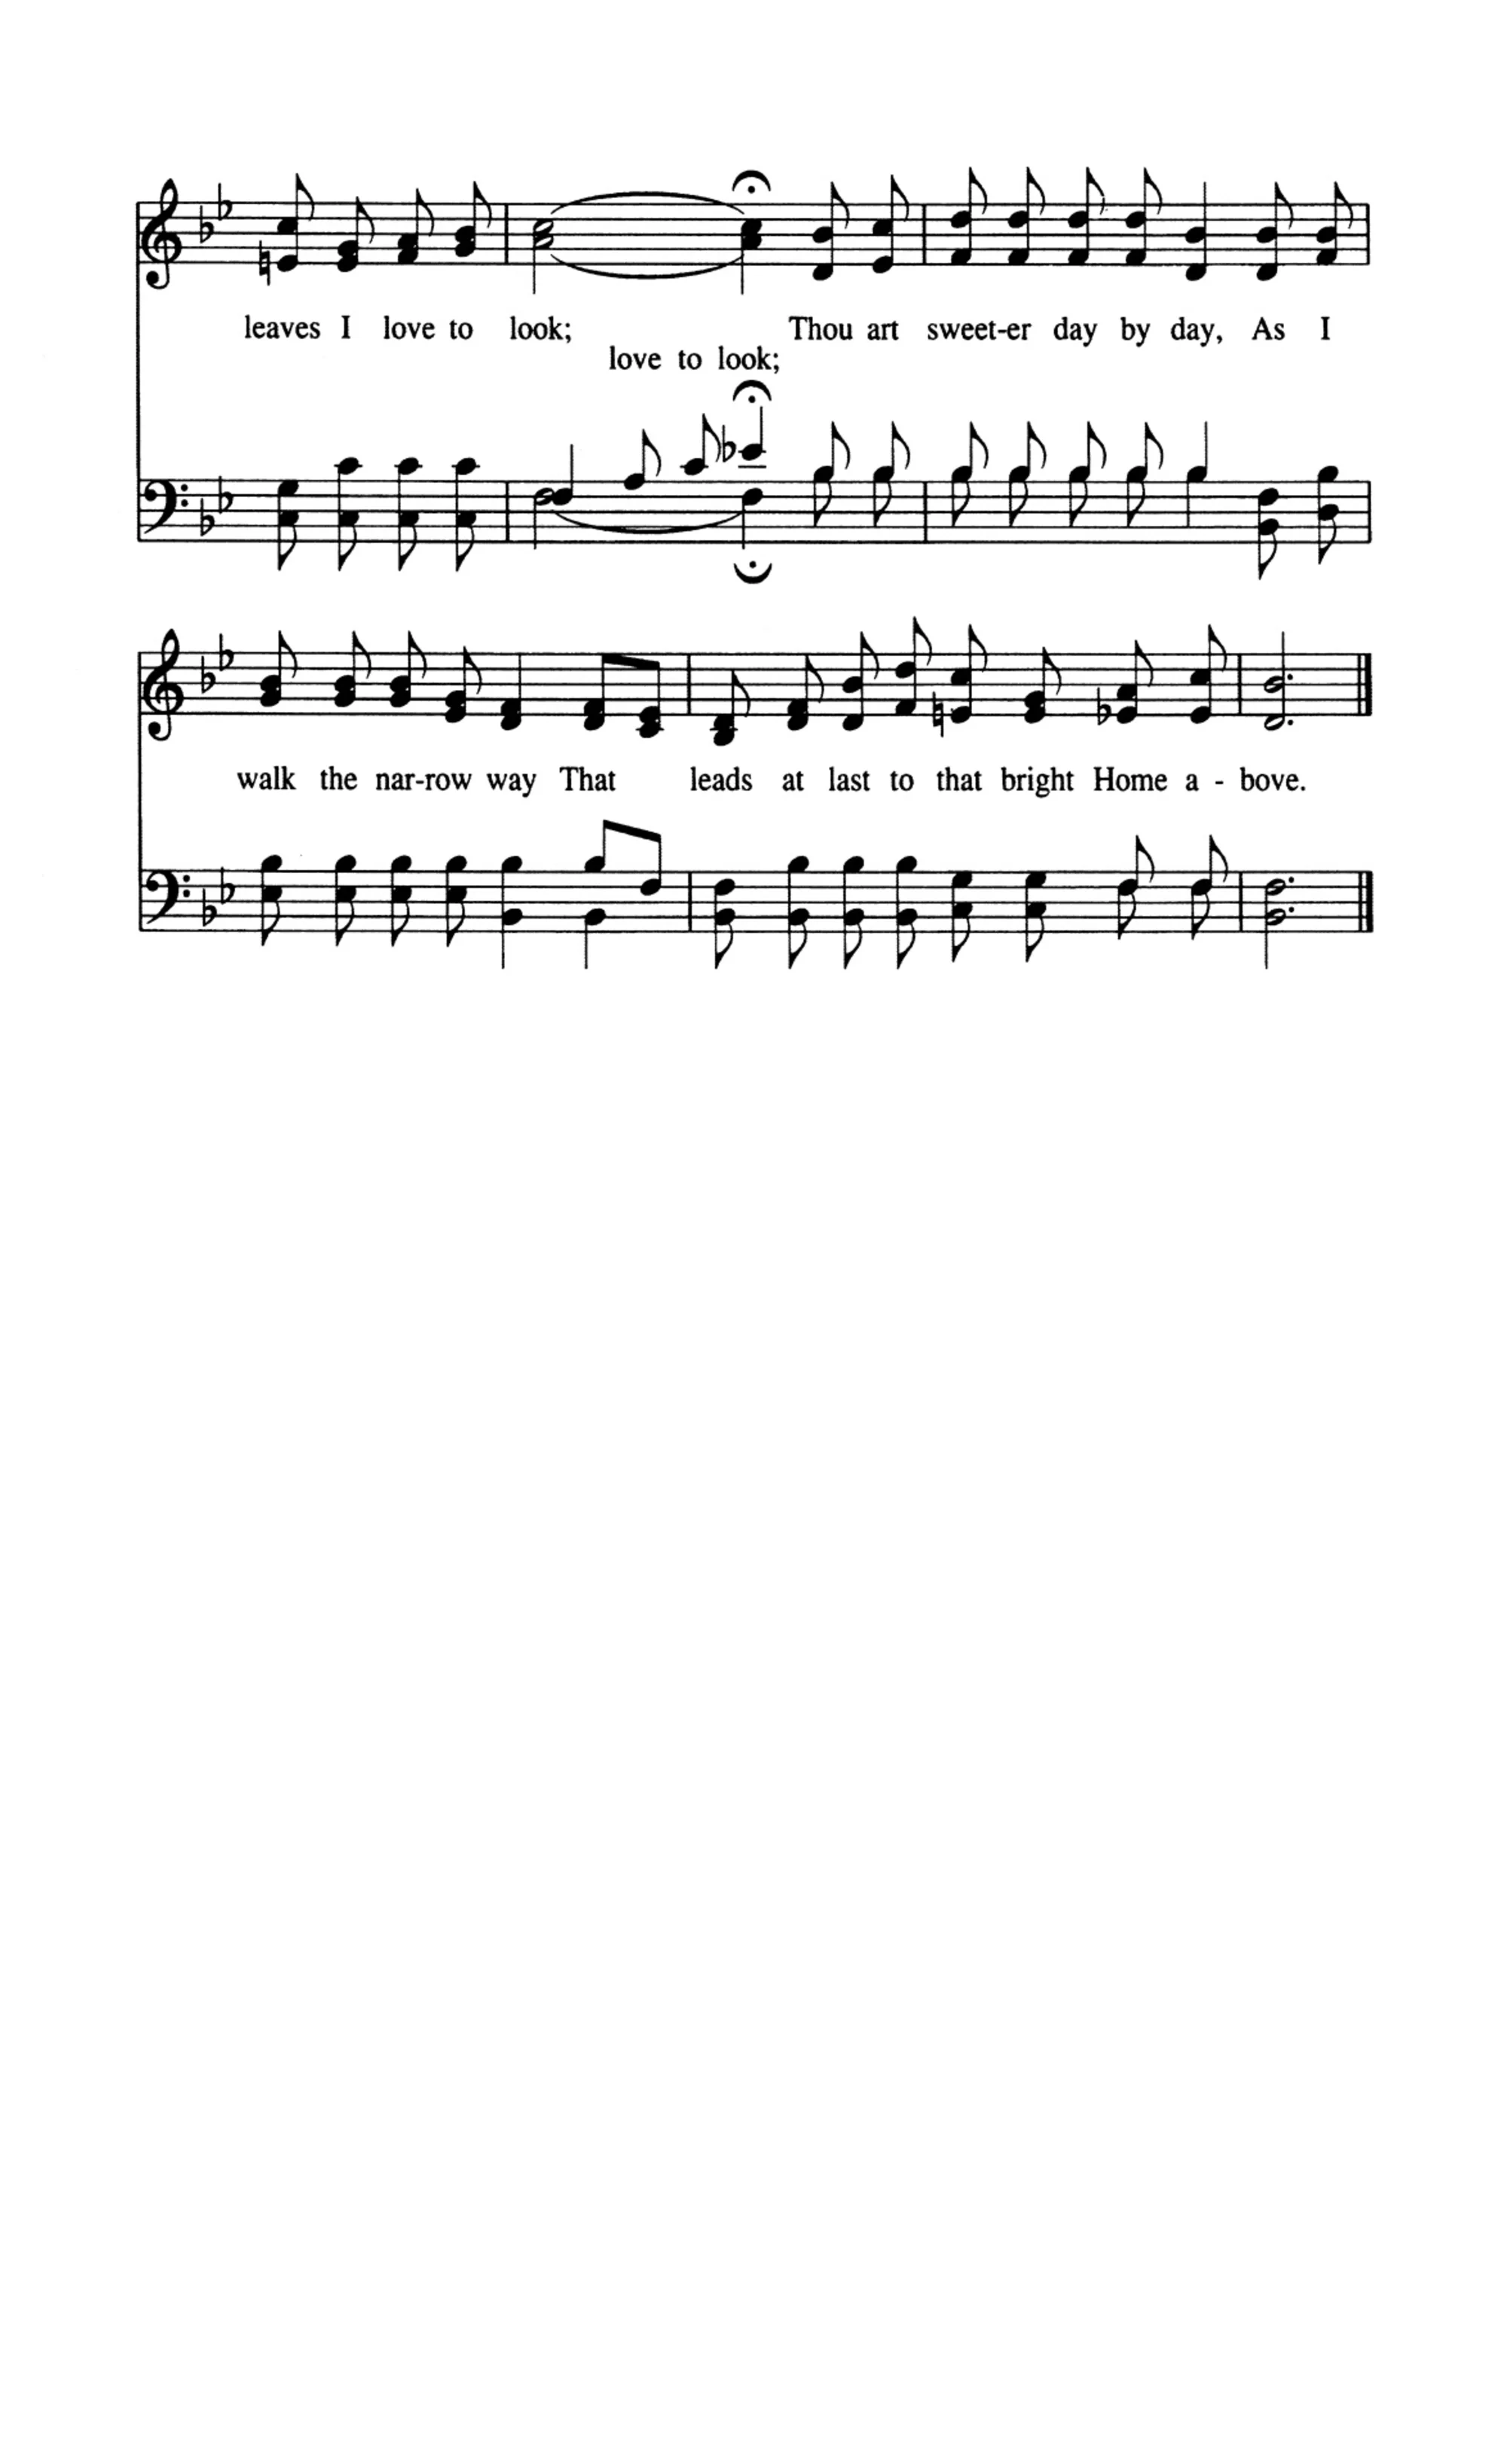 leaves I love to look; Thou art sweet-er day by day, As I
love to look;
walk the nar-row way That leads at last to that bright Home a - bove.